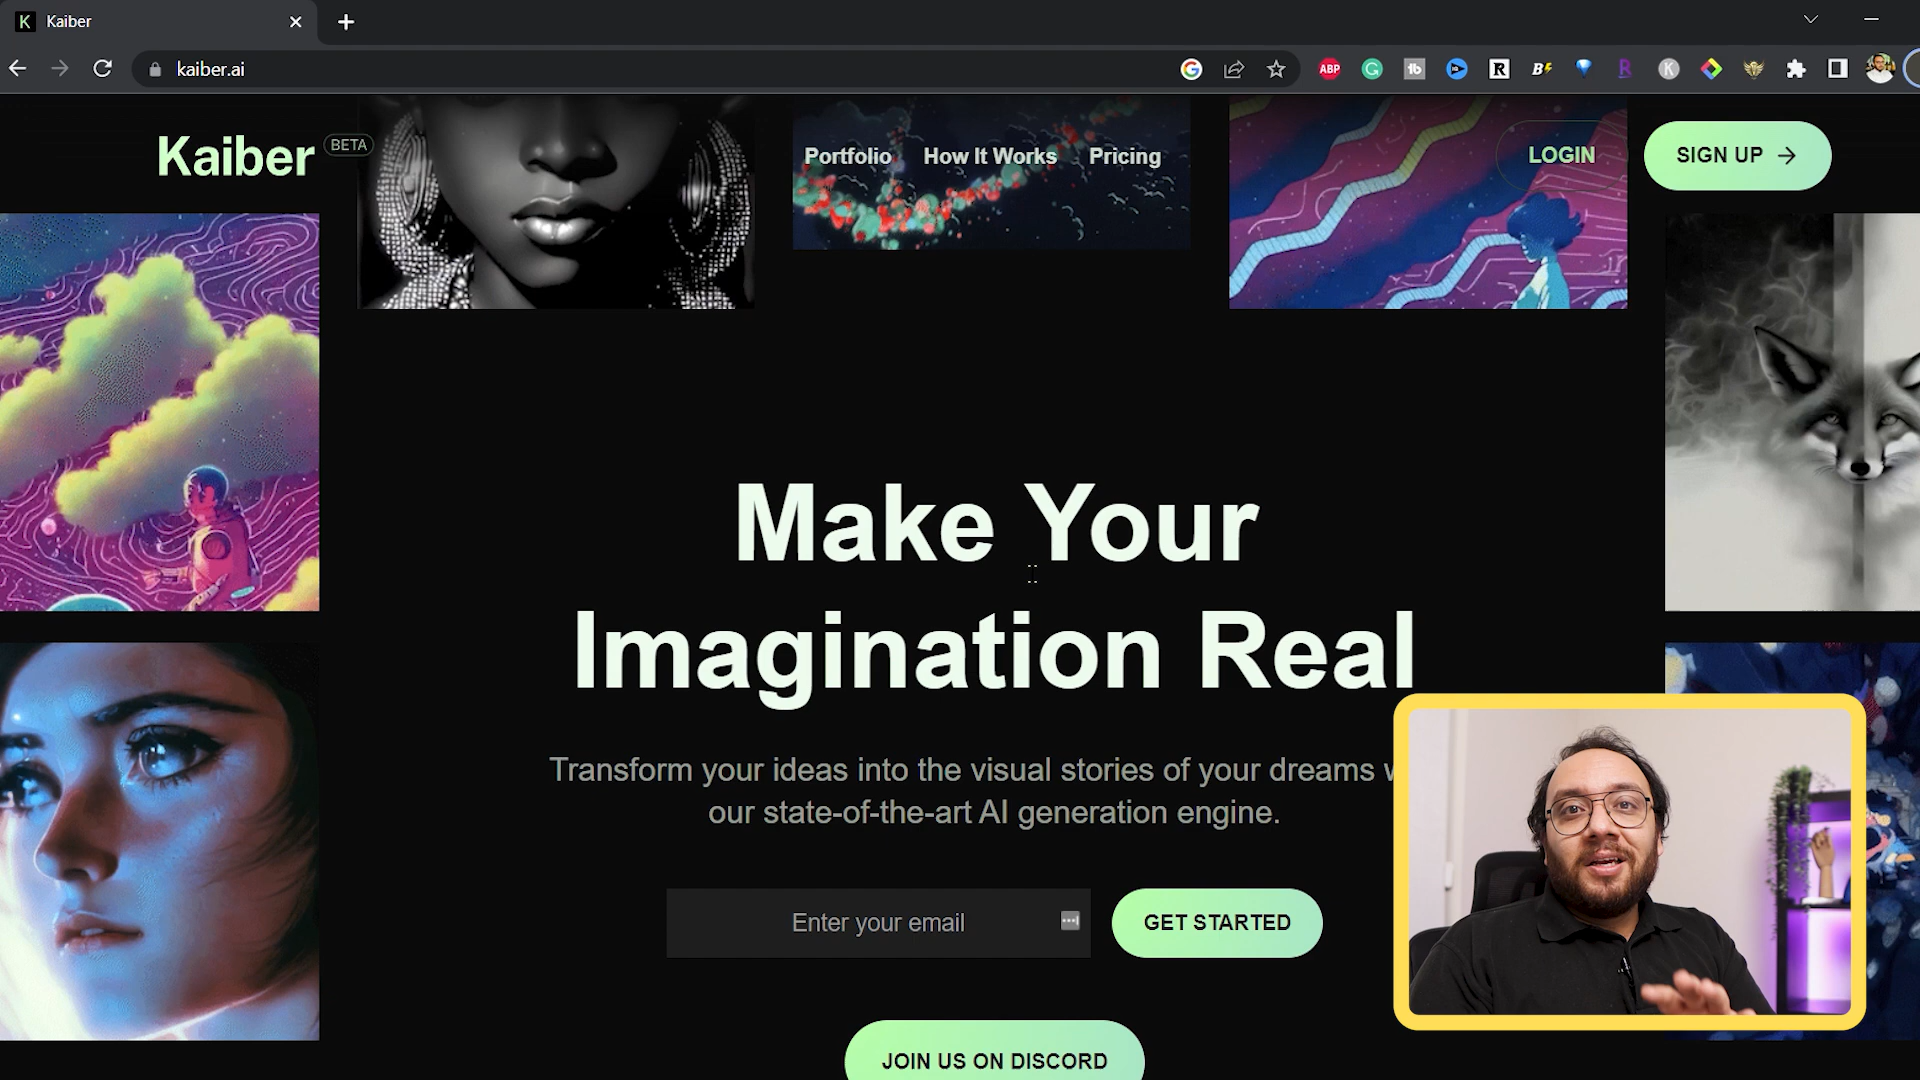 K Kaiber
kaiber.ai
ABP
Kaiber BETA
Portfolio How It Works Pricing
LOGIN
SIGN UP →
Make Your
Imagination Real
Transform your ideas into the visual stories of your dreams
our state-of-the-art AI generation engine.
Enter your email
GET STARTED
JOIN US ON DISCORD